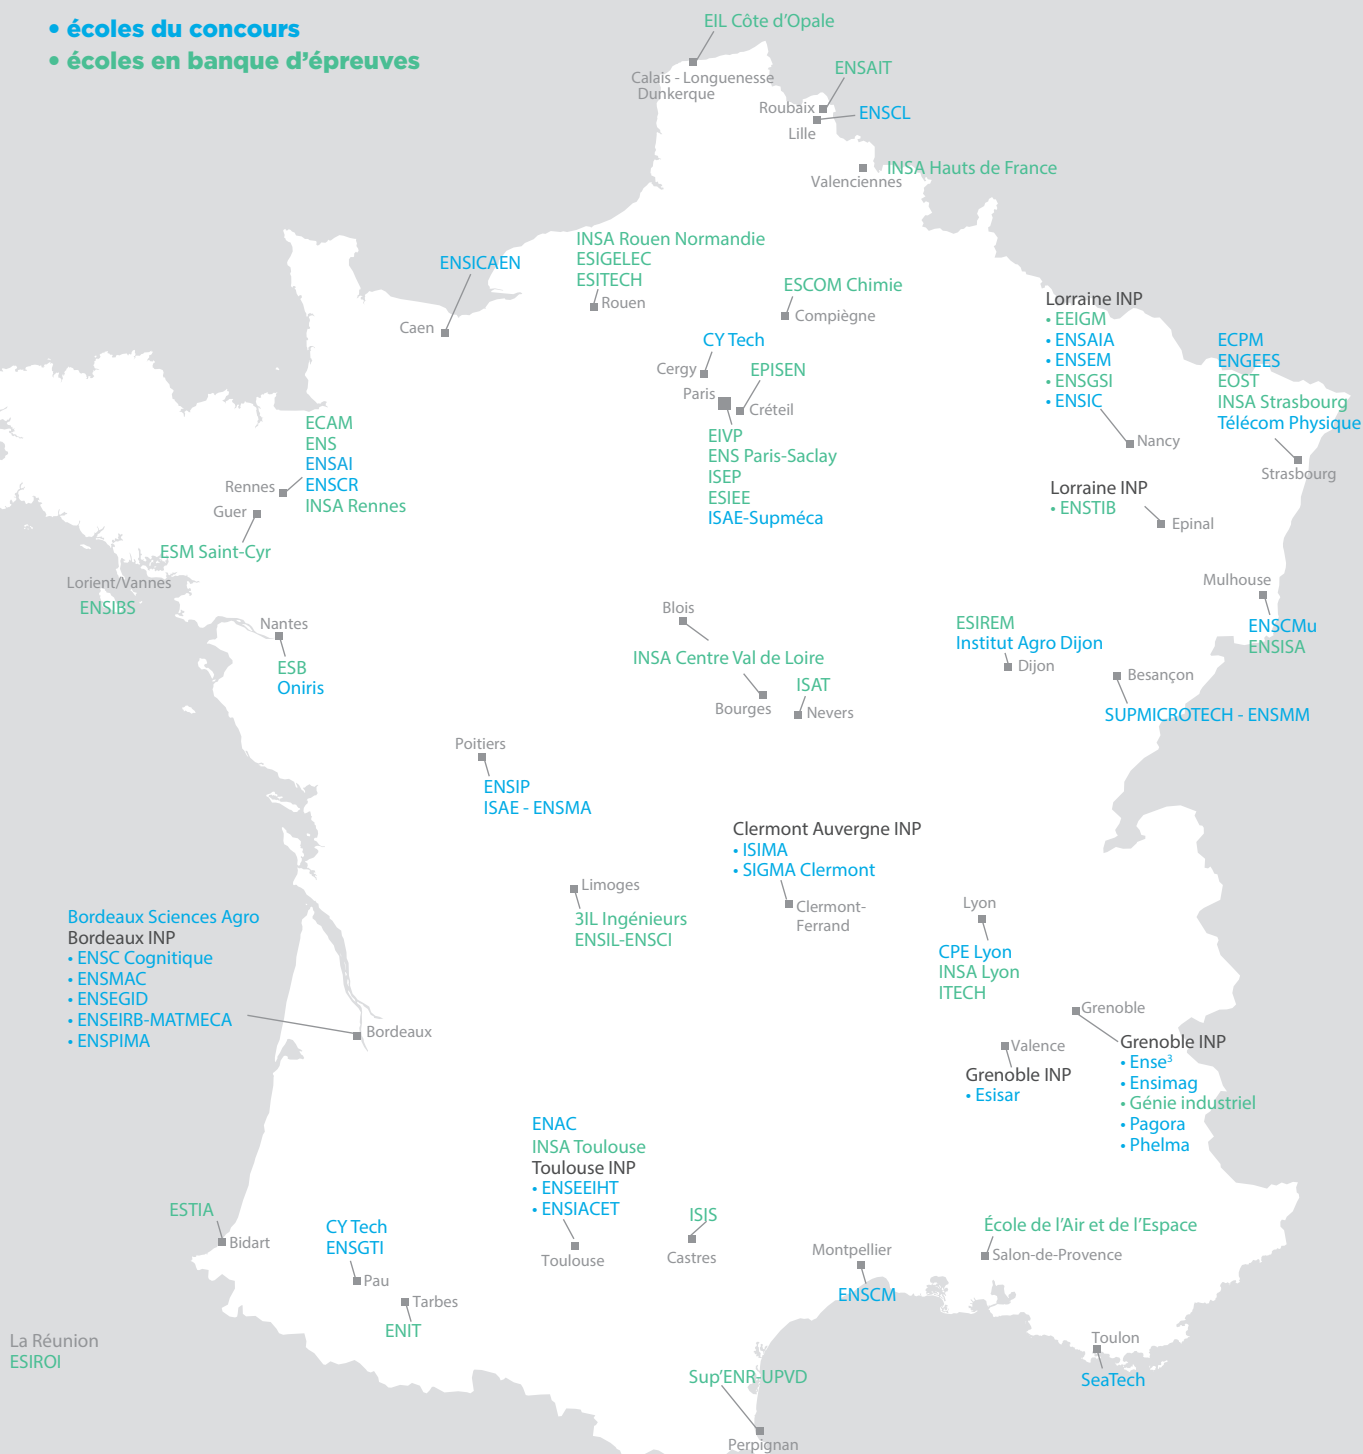 • écoles du concours
• écoles en banque d'épreuves
EIL Côte d'Opale
Calais - Longuenesse
Dunkerque
ENSAIT
Roubaix
ENSCL
Lille
INSA Hauts de France
Valenciennes
INSA Rouen Normandie
ESIGELEC
ESITECH
Rouen
ENSICAEN
Caen
ESCOM Chimie
Compiègne
CY Tech
Cergy
EPISEN
Paris
Créteil
EIVP
ENS Paris-Saclay
ISEP
ESIEE
ISAE-Supméca
Lorraine INP
• EEIGM
• ENSAIA
• ENSEM
• ENSGSI
• ENSIC
Nancy
ECPM
ENGEES
EOST
INSA Strasbourg
Télécom Physique
Strasbourg
Lorraine INP
• ENSTIB
Epinal
ECAM
ENS
ENSAI
ENSCR
INSA Rennes
Rennes
Guer
ESM Saint-Cyr
Lorient/Vannes
ENSIBS
Nantes
ESB
Oniris
Blois
INSA Centre Val de Loire
Bourges
ISAT
Nevers
ESIREM
Institut Agro Dijon
Dijon
Mulhouse
ENSCMu
ENSISA
Besançon
SUPMICROTECH - ENSMM
Poitiers
ENSIP
ISAE - ENSMA
Clermont Auvergne INP
• ISIMA
• SIGMA Clermont
Clermont-
Ferrand
Limoges
3IL Ingénieurs
ENSIL-ENSCI
Lyon
CPE Lyon
INSA Lyon
ITECH
Bordeaux Sciences Agro
Bordeaux INP
• ENSC Cognitique
• ENSMAC
• ENSEGID
• ENSEIRB-MATMECA
• ENSPIMA
Bordeaux
Grenoble
Grenoble INP
• Ense³
• Ensimag
• Génie industriel
• Pagora
• Phelma
Valence
Grenoble INP
• Esisar
ENAC
INSA Toulouse
Toulouse INP
• ENSEEIHT
• ENSIACET
Toulouse
ISIS
Castres
ESTIA
Bidart
CY Tech
ENSGTI
Pau
Tarbes
ENIT
Montpellier
ENSCM
École de l'Air et de l'Espace
Salon-de-Provence
Toulon
SeaTech
La Réunion
ESIROI
Sup'ENR-UPVD
Perpignan